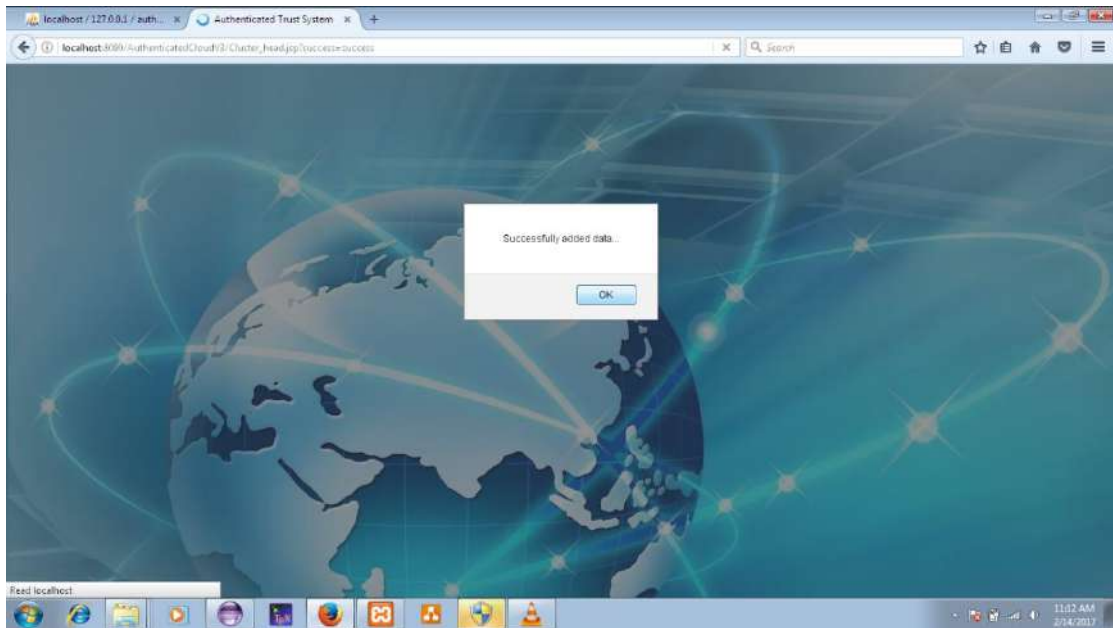 localhost / 127.0.0.1 / auth...
Authenticated Trust System
localhost:8080/AuthenticatedCloudV3/Cluster_head.jsp?success=success
Search
Successfully added data...
OK
Read localhost
11:12 AM
2/14/2017